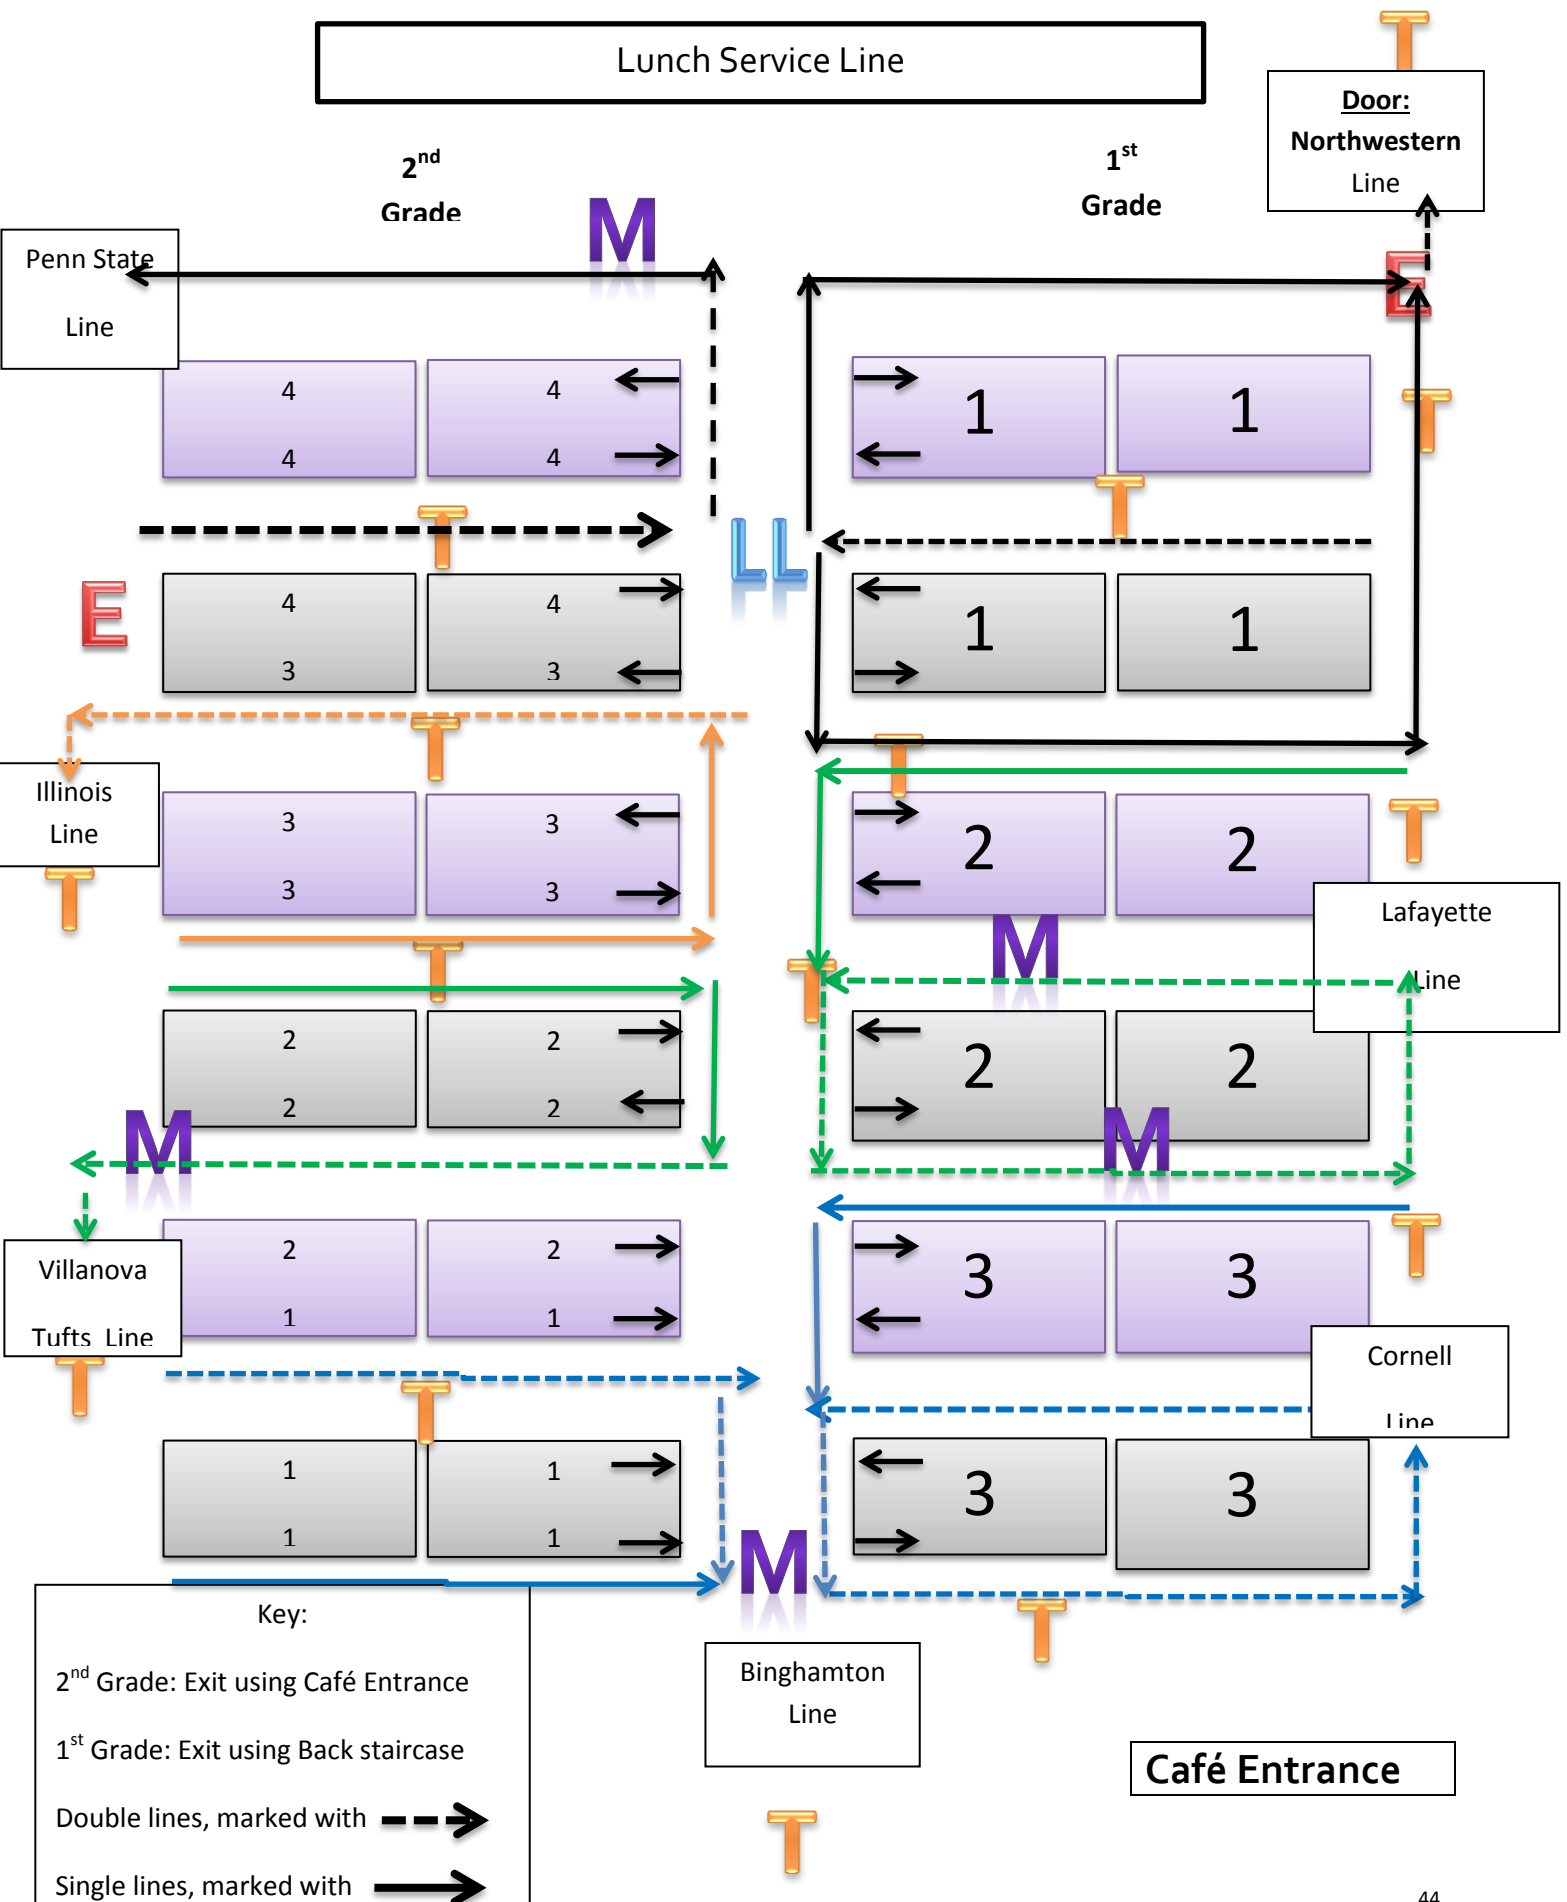 Lunch Service Line
T
Door:
Northwestern
Line
2nd
Grade
1st
Grade
M
Penn State
Line
E
4 4
4 4
1 1
T
T
T
LL
E
4 4
3 3
1 1
T
T
Illinois
Line
T
3 3
3 3
2 2
T
Lafayette
Line
M
T
T
2 2
2 2
2 2
M
M
Villanova
Tufts Line
T
2 2
1 1
3 3
T
Cornell
Line
T
1 1
1 1
3 3
M
T
Binghamton
Line
Key:
2nd Grade: Exit using Café Entrance
1st Grade: Exit using Back staircase
Double lines, marked with
Single lines, marked with
Café Entrance
T
44